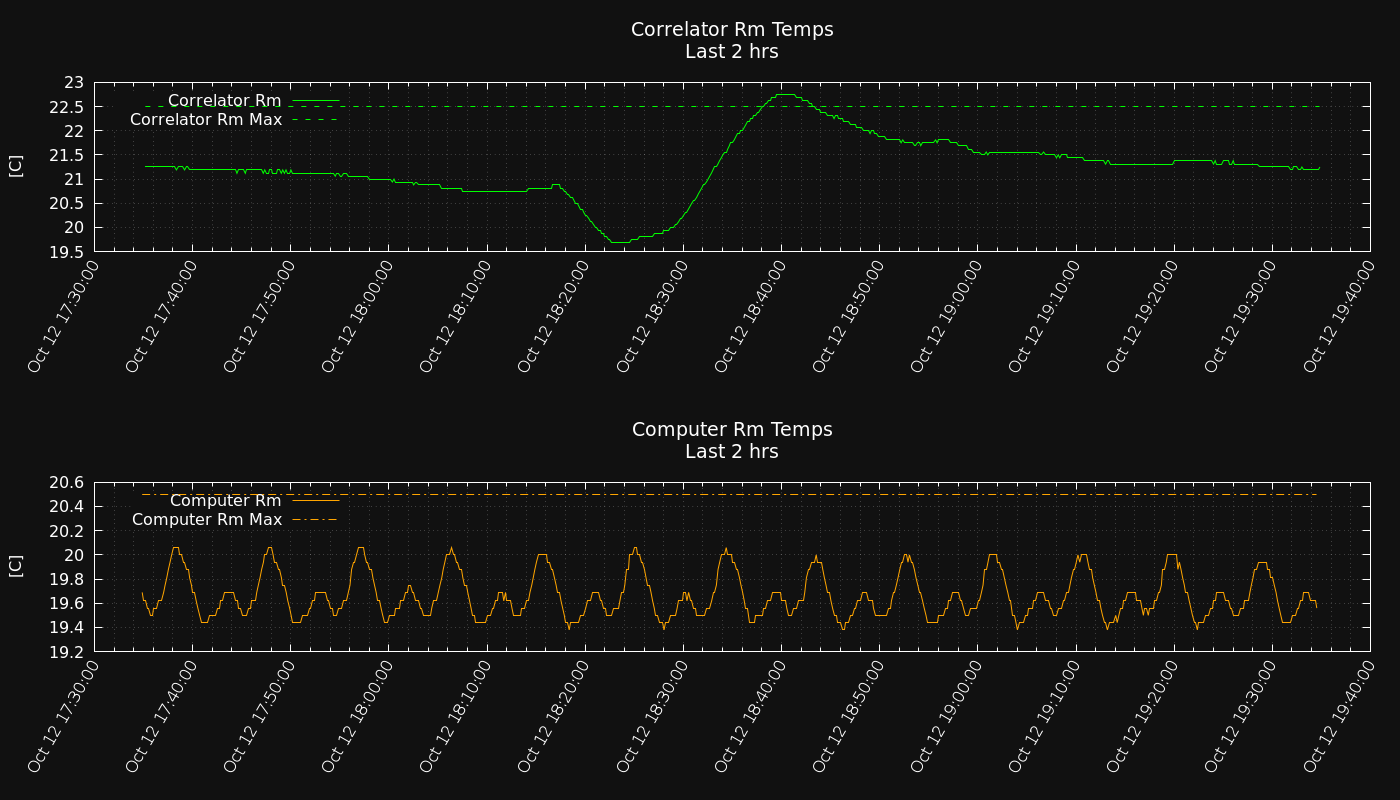 Correlator Rm Temps
Last 2 hrs
23
22.5
22
21.5
21
20.5
20
19.5
[C]
Correlator Rm
Correlator Rm Max
Oct 12 17:30:00
Oct 12 17:40:00
Oct 12 17:50:00
Oct 12 18:00:00
Oct 12 18:10:00
Oct 12 18:20:00
Oct 12 18:30:00
Oct 12 18:40:00
Oct 12 18:50:00
Oct 12 19:00:00
Oct 12 19:10:00
Oct 12 19:20:00
Oct 12 19:30:00
Oct 12 19:40:00
Computer Rm Temps
Last 2 hrs
20.6
20.4
20.2
20
19.8
19.6
19.4
19.2
[C]
Computer Rm
Computer Rm Max
Oct 12 17:30:00
Oct 12 17:40:00
Oct 12 17:50:00
Oct 12 18:00:00
Oct 12 18:10:00
Oct 12 18:20:00
Oct 12 18:30:00
Oct 12 18:40:00
Oct 12 18:50:00
Oct 12 19:00:00
Oct 12 19:10:00
Oct 12 19:20:00
Oct 12 19:30:00
Oct 12 19:40:00